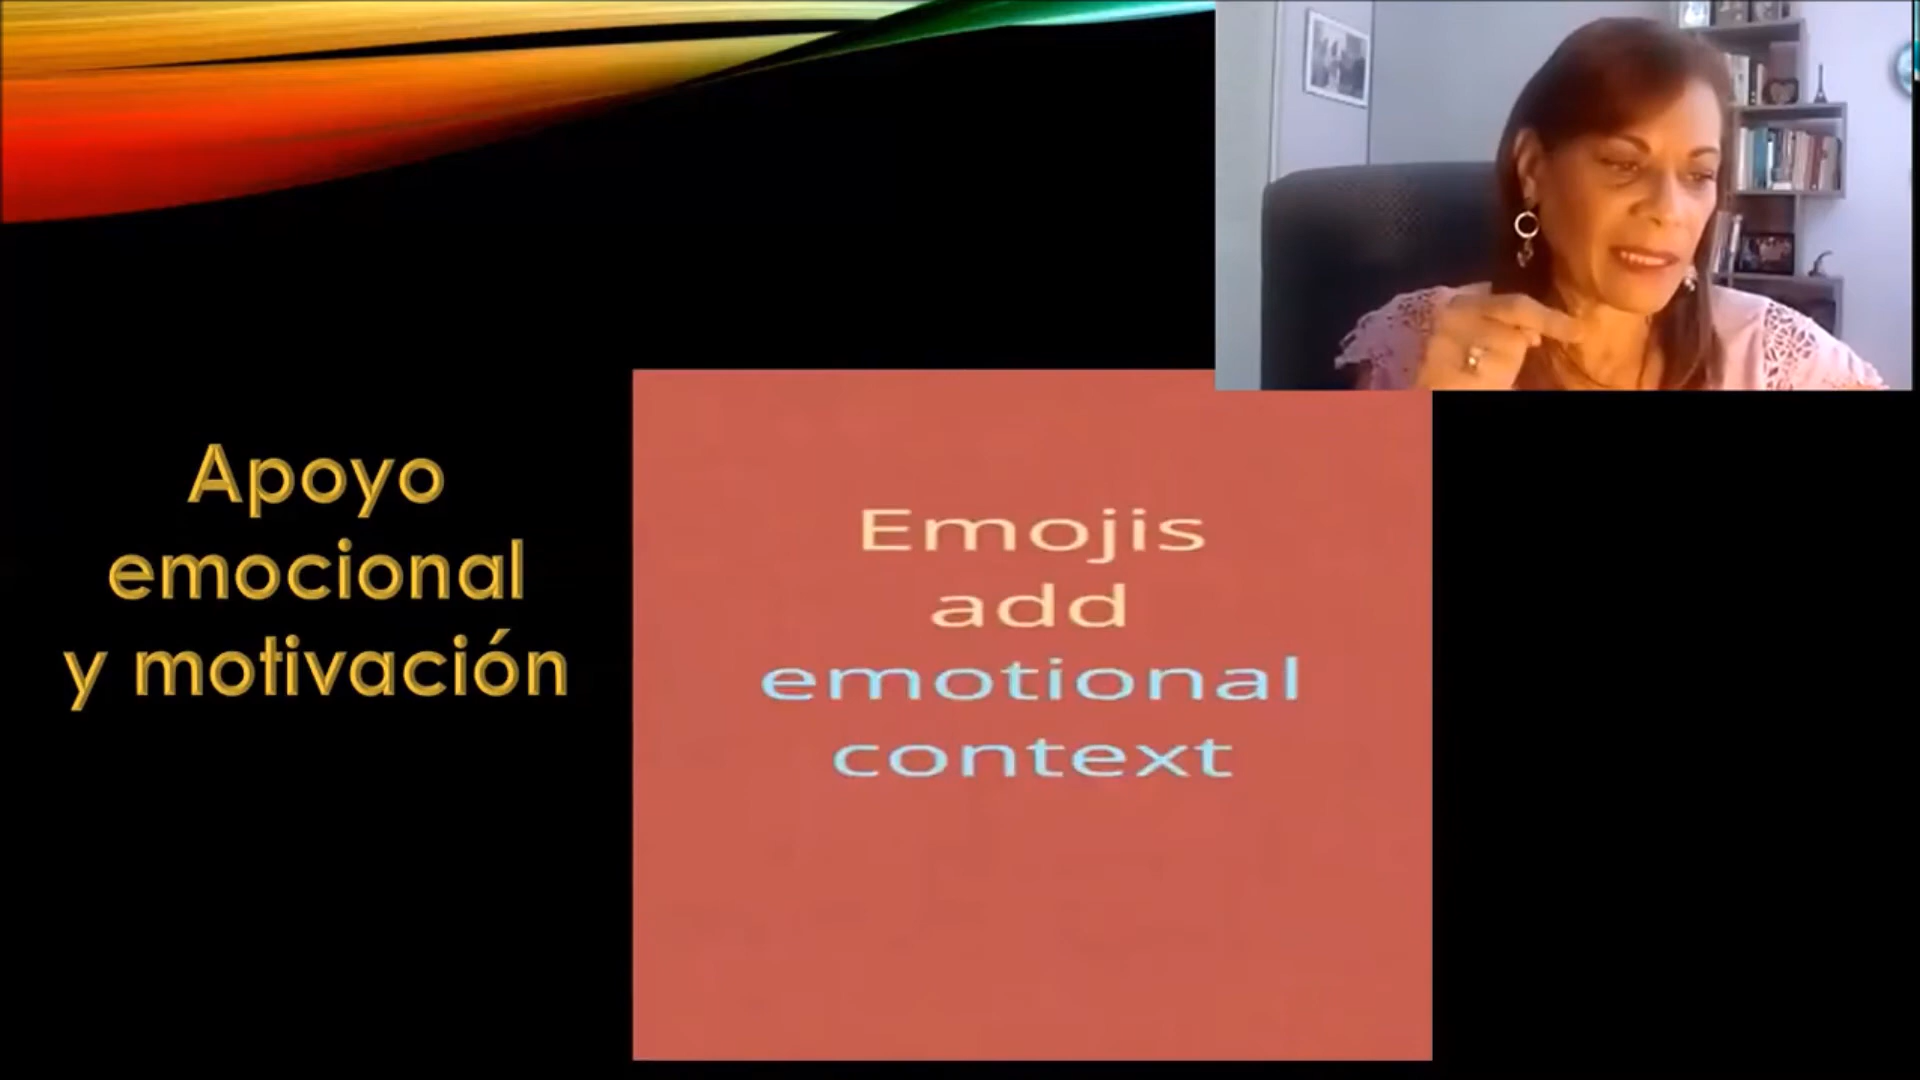 Apoyo
emocional
y motivación
Emojis
add
emotional
context